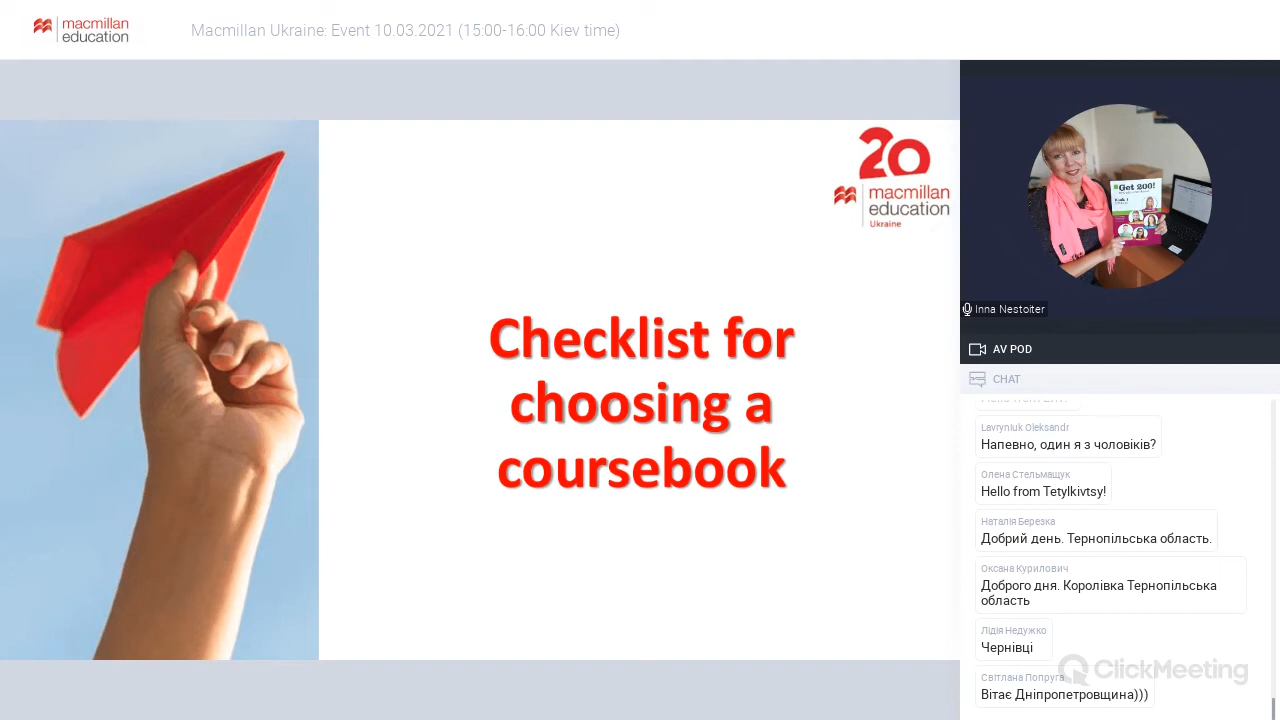 macmillan
education
Macmillan Ukraine: Event 10.03.2021 (15:00-16:00 Kiev time)
20
macmillan
education
Ukraine
Checklist for
choosing a
coursebook
Get 200!
Inna Nestoiter
AV POD
CHAT
Lavryniuk Oleksandr
Напевно, один я з чоловіків?
Олена Стельмащук
Hello from Tetylkivtsy!
Наталія Березка
Добрий день. Тернопільська область.
Оксана Курилович
Доброго дня. Королівка Тернопільська
область
Лідія Недужко
Чернівці
ClickMeeting
Світлана Попруга
Вітає Дніпропетровщина)))